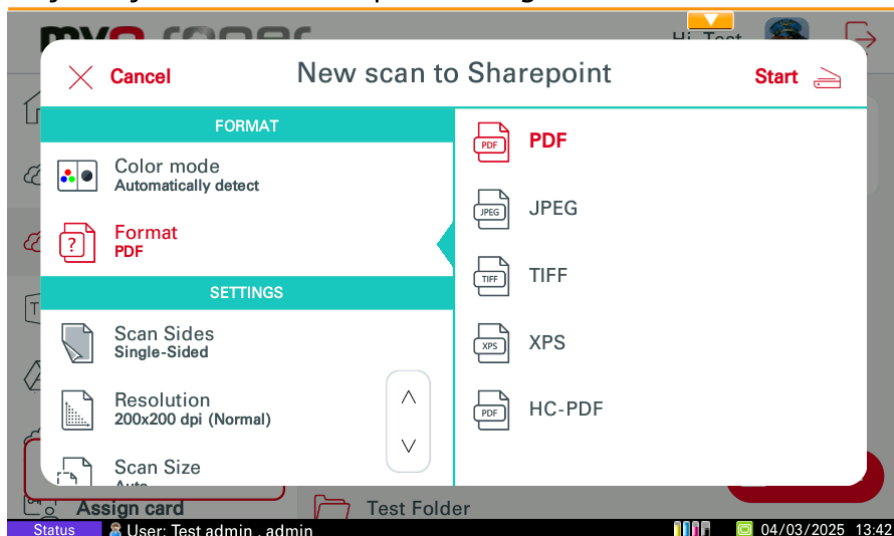 Hi, Test
Cancel
New scan to Sharepoint
Start
FORMAT
Color mode
Automatically detect
?
Format
PDF
SETTINGS
Scan Sides
Single-Sided
Resolution
200x200 dpi (Normal)
Scan Size
Auto
PDF
PDF
JPEG
JPEG
TIFF
TIFF
XPS
XPS
PDF
HC-PDF
Assign card
Test Folder
Status
User: Test admin , admin
04/03/2025 13:42